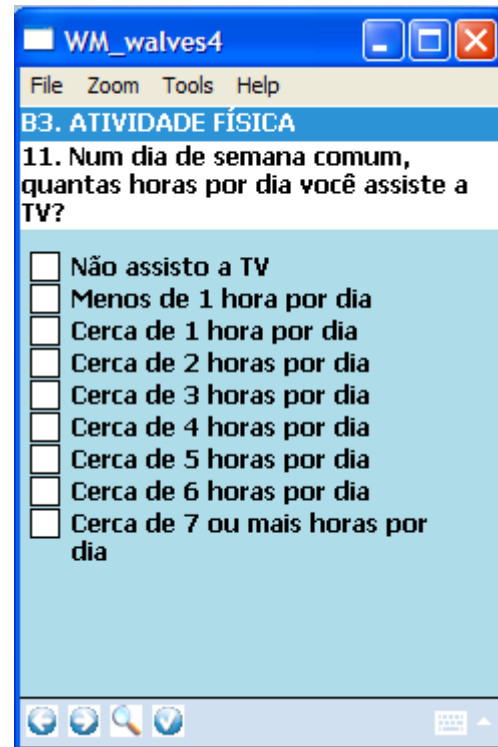 WM_walves4
File Zoom Tools Help
B3. ATIVIDADE FÍSICA
11. Num dia de semana comum,
quantas horas por dia você assiste a
TV?
Não assisto a TV
Menos de 1 hora por dia
Cerca de 1 hora por dia
Cerca de 2 horas por dia
Cerca de 3 horas por dia
Cerca de 4 horas por dia
Cerca de 5 horas por dia
Cerca de 6 horas por dia
Cerca de 7 ou mais horas por
dia